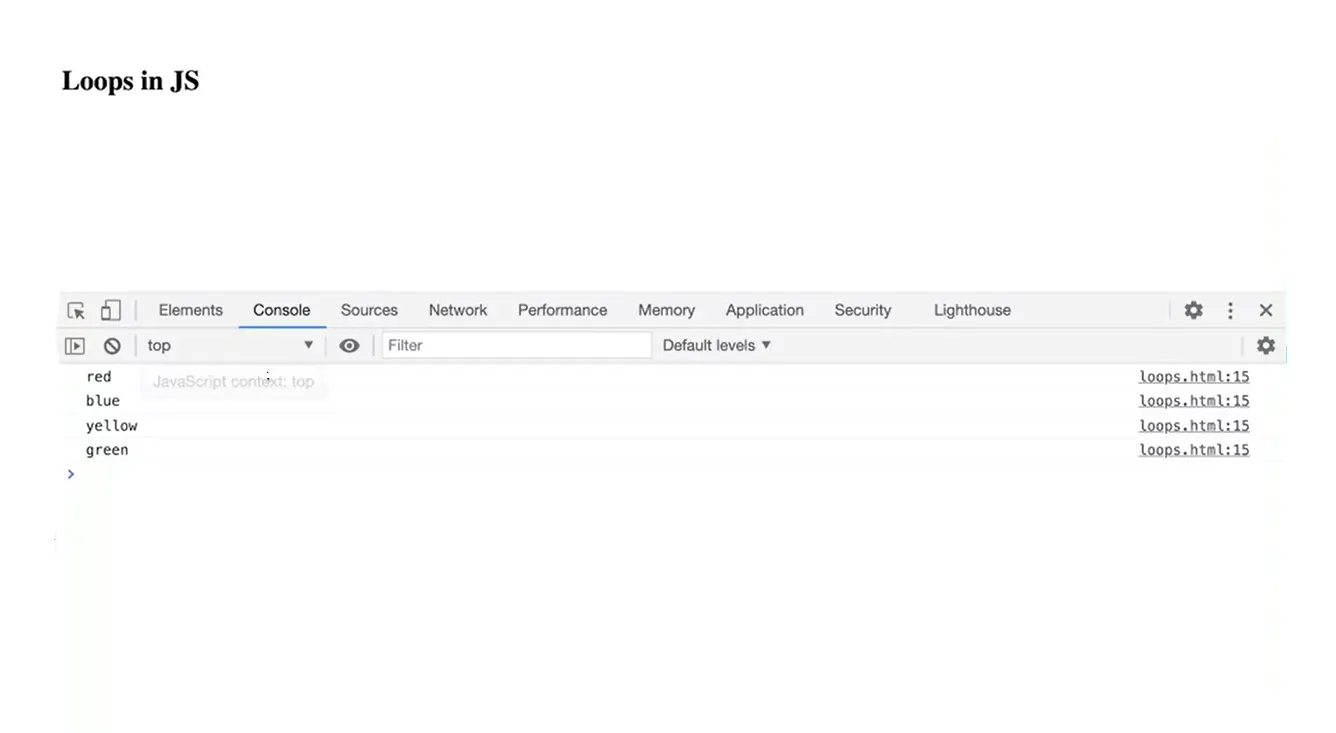 Loops in JS
Elements Console Sources Network Performance Memory Application Security Lighthouse
top Filter Default levels
red loops.html:15
JavaScript context: top
blue loops.html:15
yellow loops.html:15
green loops.html:15